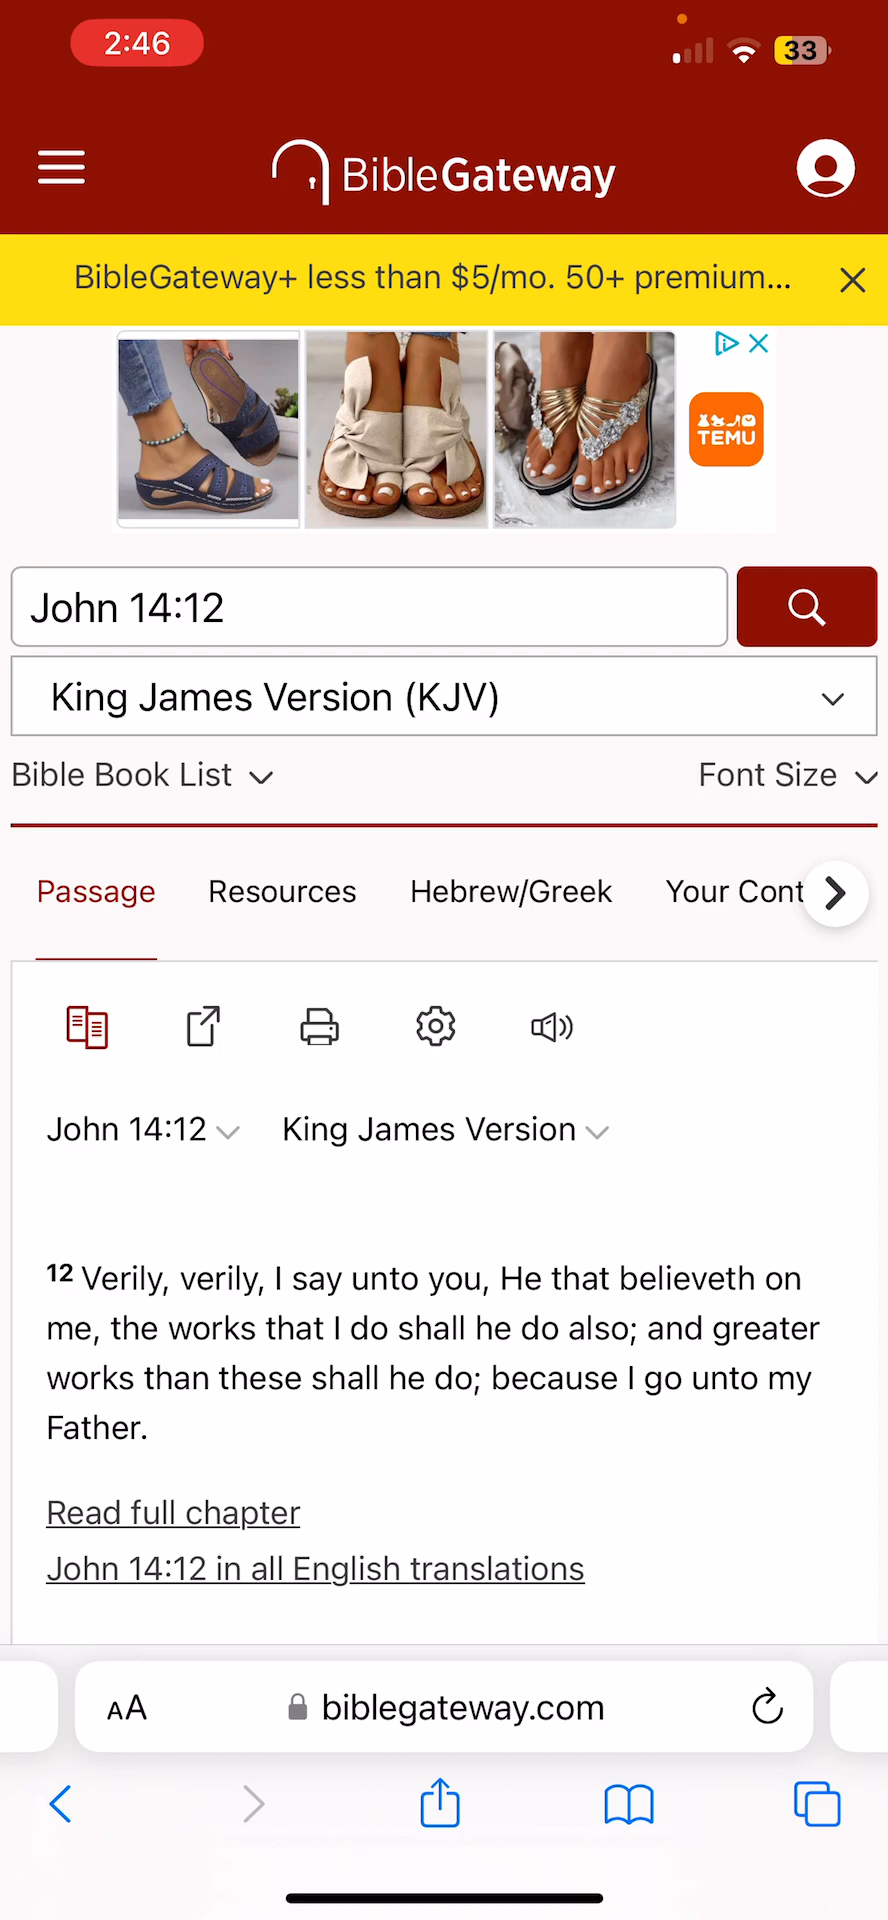 2:46
33
BibleGateway
BibleGateway+ less than $5/mo. 50+ premium...
TEMU
John 14:12
King James Version (KJV)
Bible Book List
Font Size
Passage Resources Hebrew/Greek Your Cont
John 14:12 King James Version
12 Verily, verily, I say unto you, He that believeth on
me, the works that I do shall he do also; and greater
works than these shall he do; because I go unto my
Father.
Read full chapter
John 14:12 in all English translations
AA biblegateway.com